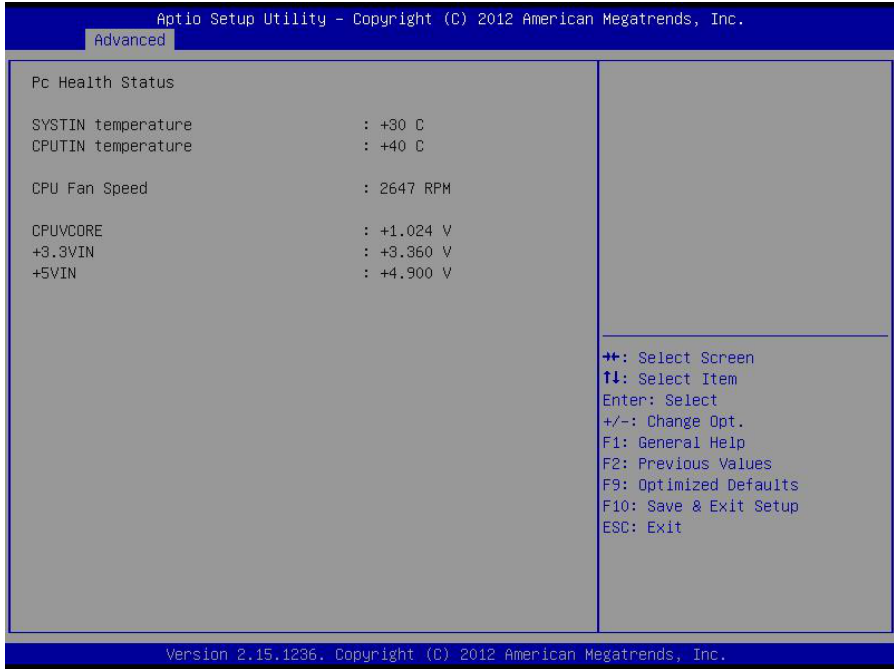 Aptio Setup Utility – Copyright (C) 2012 American Megatrends, Inc.
Advanced
Pc Health Status
SYSTIN temperature : +30 C
CPUTIN temperature : +40 C
CPU Fan Speed : 2647 RPM
CPUVCORE : +1.024 V
+3.3VIN : +3.360 V
+5VIN : +4.900 V
→←: Select Screen
↑↓: Select Item
Enter: Select
+/-: Change Opt.
F1: General Help
F2: Previous Values
F9: Optimized Defaults
F10: Save & Exit Setup
ESC: Exit
Version 2.15.1236. Copyright (C) 2012 American Megatrends, Inc.